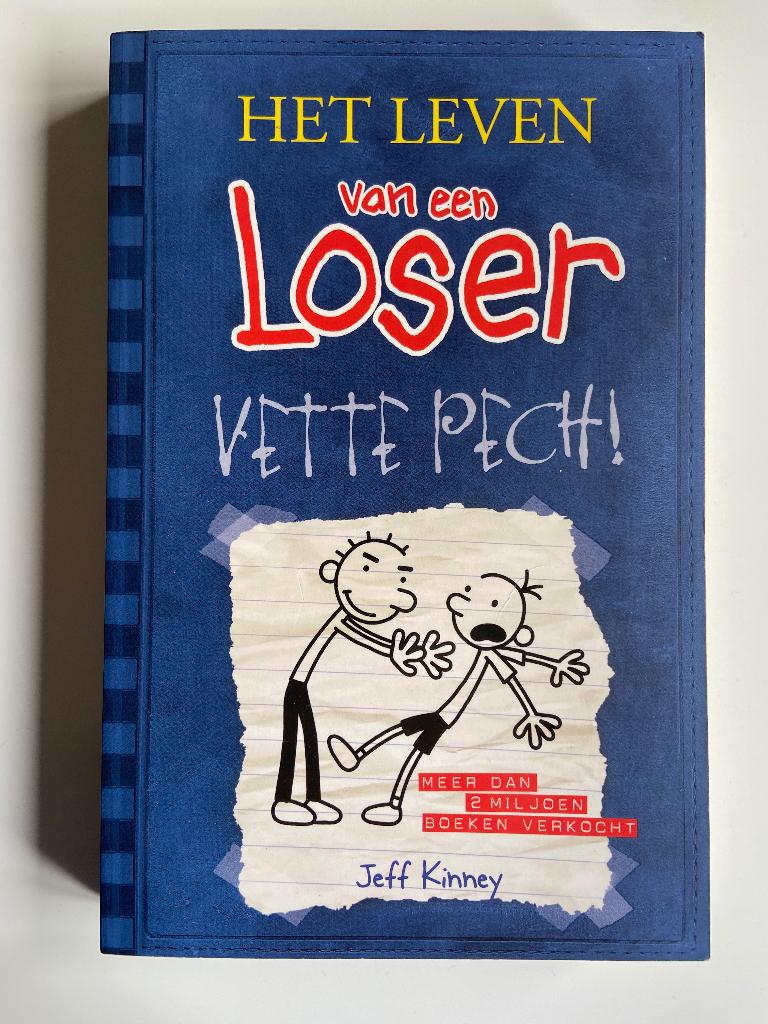 HET LEVEN
van een
Loser
VETTE PECH!
MEER DAN
2 MILJOEN
BOEKEN VERKOCHT
Jeff Kinney